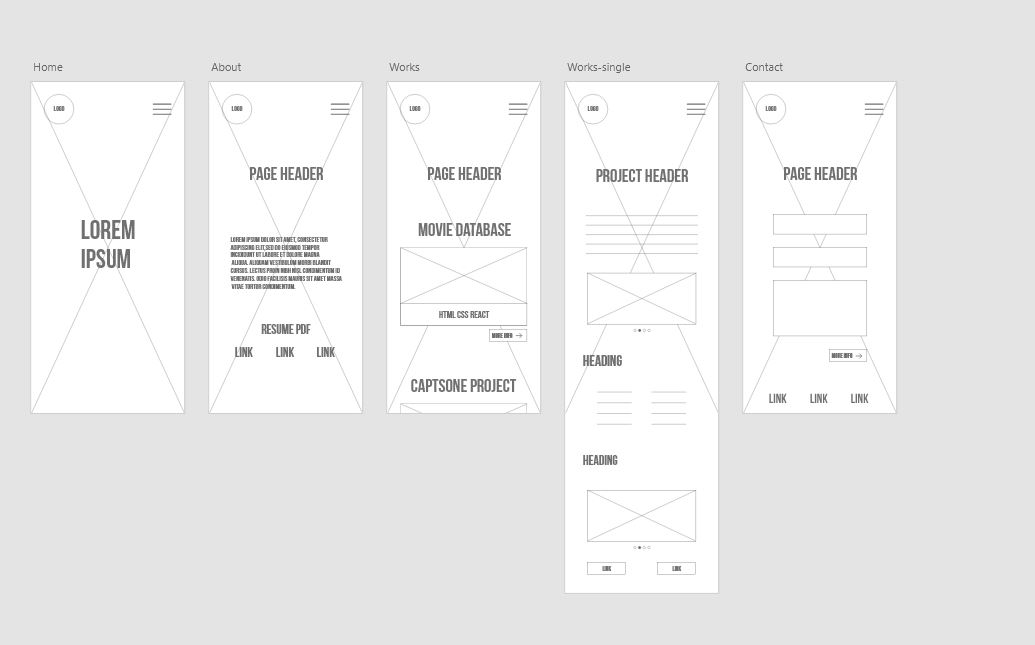 Home
LOGO
LOREM
IPSUM
About
LOGO
PAGE HEADER
LOREM IPSUM DOLOR SIT AMET, CONSECTETUR
ADIPISCING ELIT, SED DO EIUSMOD TEMPOR
INCIDIDUNT UT LABORE ET DOLORE MAGNA
ALIQUA. ALIQUAM VESTIBULUM MORBI BLANDIT
CURSUS. LECTUS PROIN NIBH NISL CONDIMENTUM ID
VENENATIS. ODIO FACILISIS MAURIS SIT AMET MASSA
VITAE TORTOR CONDIMENTUM.
RESUME PDF
LINK LINK LINK
Works
LOGO
PAGE HEADER
MOVIE DATABASE
HTML CSS REACT
MORE INFO
CAPTSONE PROJECT
Works-single
LOGO
PROJECT HEADER
HEADING
HEADING
LINK LINK
Contact
LOGO
PAGE HEADER
MORE INFO
LINK LINK LINK